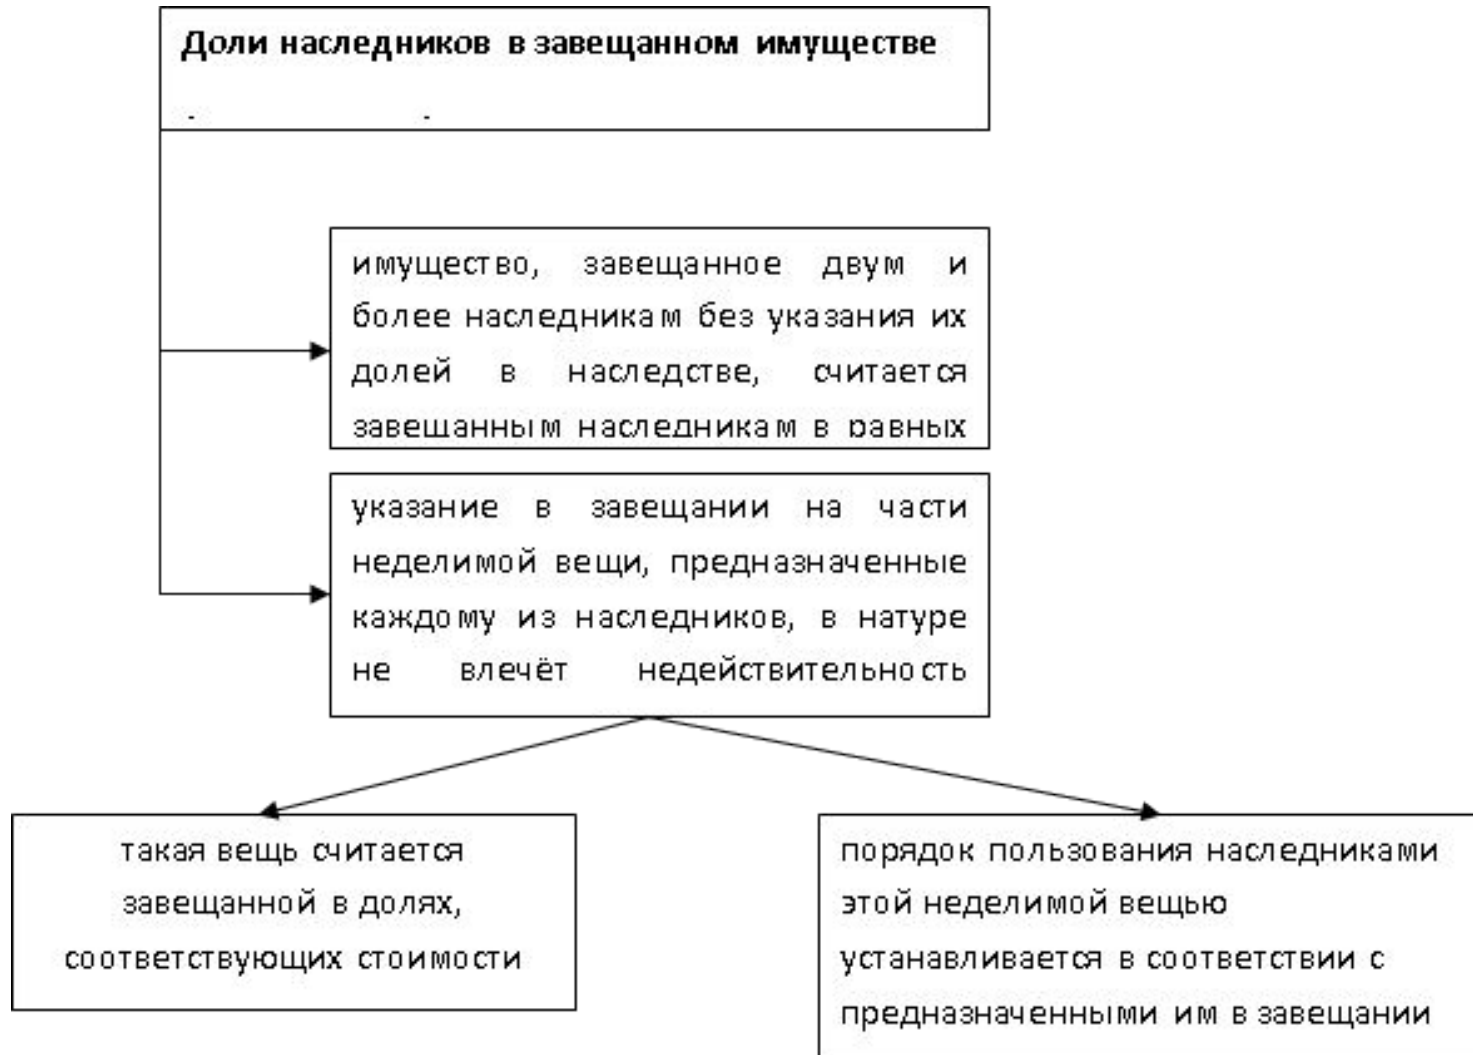 Доли наследников в завещанном имуществе
имущество, завещанное двум и
более наследникам без указания их
долей в наследстве, считается
завещанным наследникам в равных
указание в завещании на части
неделимой вещи, предназначенные
каждому из наследников, в натуре
не влечёт недействительность
такая вещь считается
завещанной в долях,
соответствующих стоимости
порядок пользования наследниками
этой неделимой вещью
устанавливается в соответствии с
предназначенными им в завещании